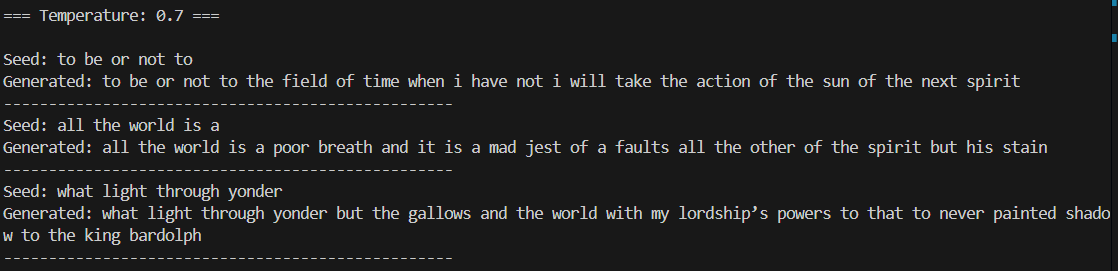 === Temperature: 0.7 ===
Seed: to be or not to
Generated: to be or not to the field of time when i have not i will take the action of the sun of the next spirit
--------------------------------------------------
Seed: all the world is a
Generated: all the world is a poor breath and it is a mad jest of a faults all the other of the spirit but his stain
--------------------------------------------------
Seed: what light through yonder
Generated: what light through yonder but the gallows and the world with my lordship’s powers to that to never painted shado
w to the king bardolph
--------------------------------------------------